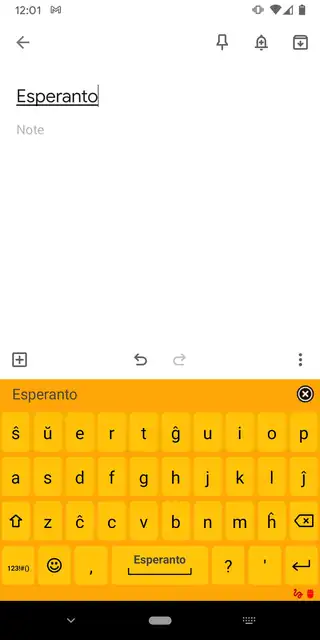 12:01
Esperanto
Note
Esperanto
ŝ ŭ e r t ĝ u i o p
a s d f g h j k l ĵ
z ĉ c v b n m ĥ
123!#() , Esperanto ? '